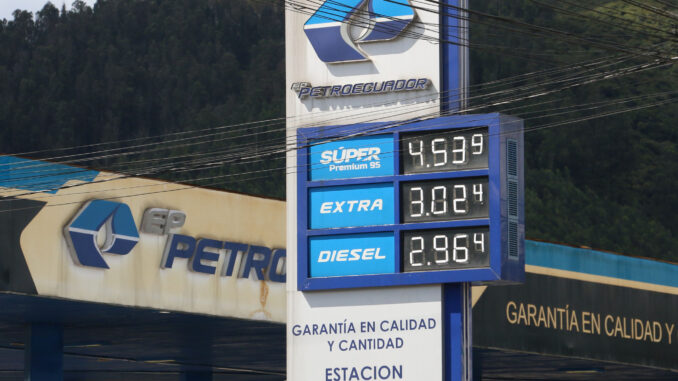 EP PETROECUADOR
SÚPER Premium 95 4.539
EXTRA 3.024
DIESEL 2.964
GARANTÍA EN CALIDAD
Y CANTIDAD
ESTACION
EP PETRO
GARANTÍA EN CALIDAD Y